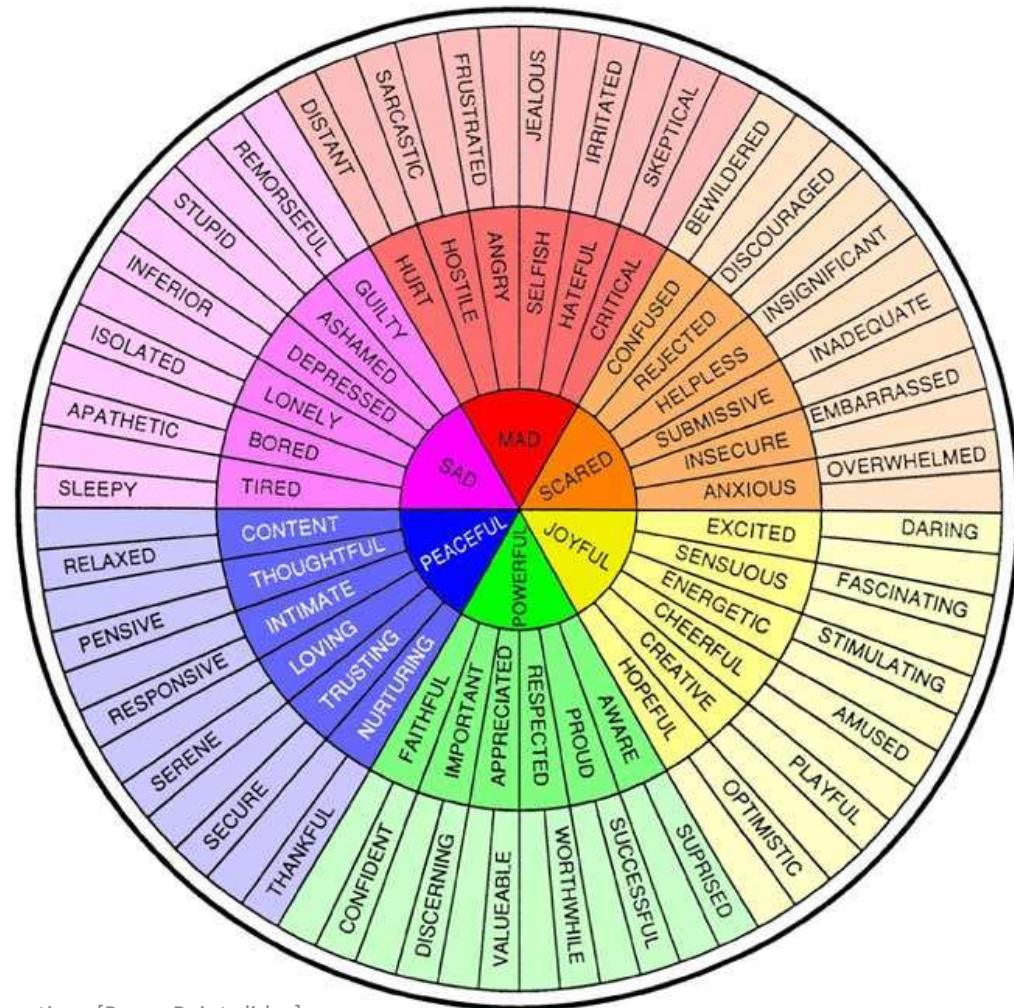 MAD
SCARED
JOYFUL
POWERFUL
PEACEFUL
SAD
HURT
HOSTILE
ANGRY
SELFISH
HATEFUL
CRITICAL
CONFUSED
REJECTED
HELPLESS
SUBMISSIVE
INSECURE
ANXIOUS
EXCITED
SENSUOUS
ENERGETIC
CHEERFUL
CREATIVE
HOPEFUL
AWARE
PROUD
RESPECTED
APPRECIATED
IMPORTANT
FAITHFUL
NURTURING
TRUSTING
LOVING
INTIMATE
THOUGHTFUL
CONTENT
TIRED
BORED
LONELY
DEPRESSED
ASHAMED
GUILTY
DISTANT
SARCASTIC
FRUSTRATED
JEALOUS
IRRITATED
SKEPTICAL
BEWILDERED
DISCOURAGED
INSIGNIFICANT
INADEQUATE
EMBARRASSED
OVERWHELMED
DARING
FASCINATING
STIMULATING
AMUSED
PLAYFUL
OPTIMISTIC
SUPRISED
SUCCESSFUL
WORTHWHILE
VALUEABLE
DISCERNING
CONFIDENT
THANKFUL
SECURE
SERENE
RESPONSIVE
PENSIVE
RELAXED
SLEEPY
APATHETIC
ISOLATED
INFERIOR
STUPID
REMORSEFUL